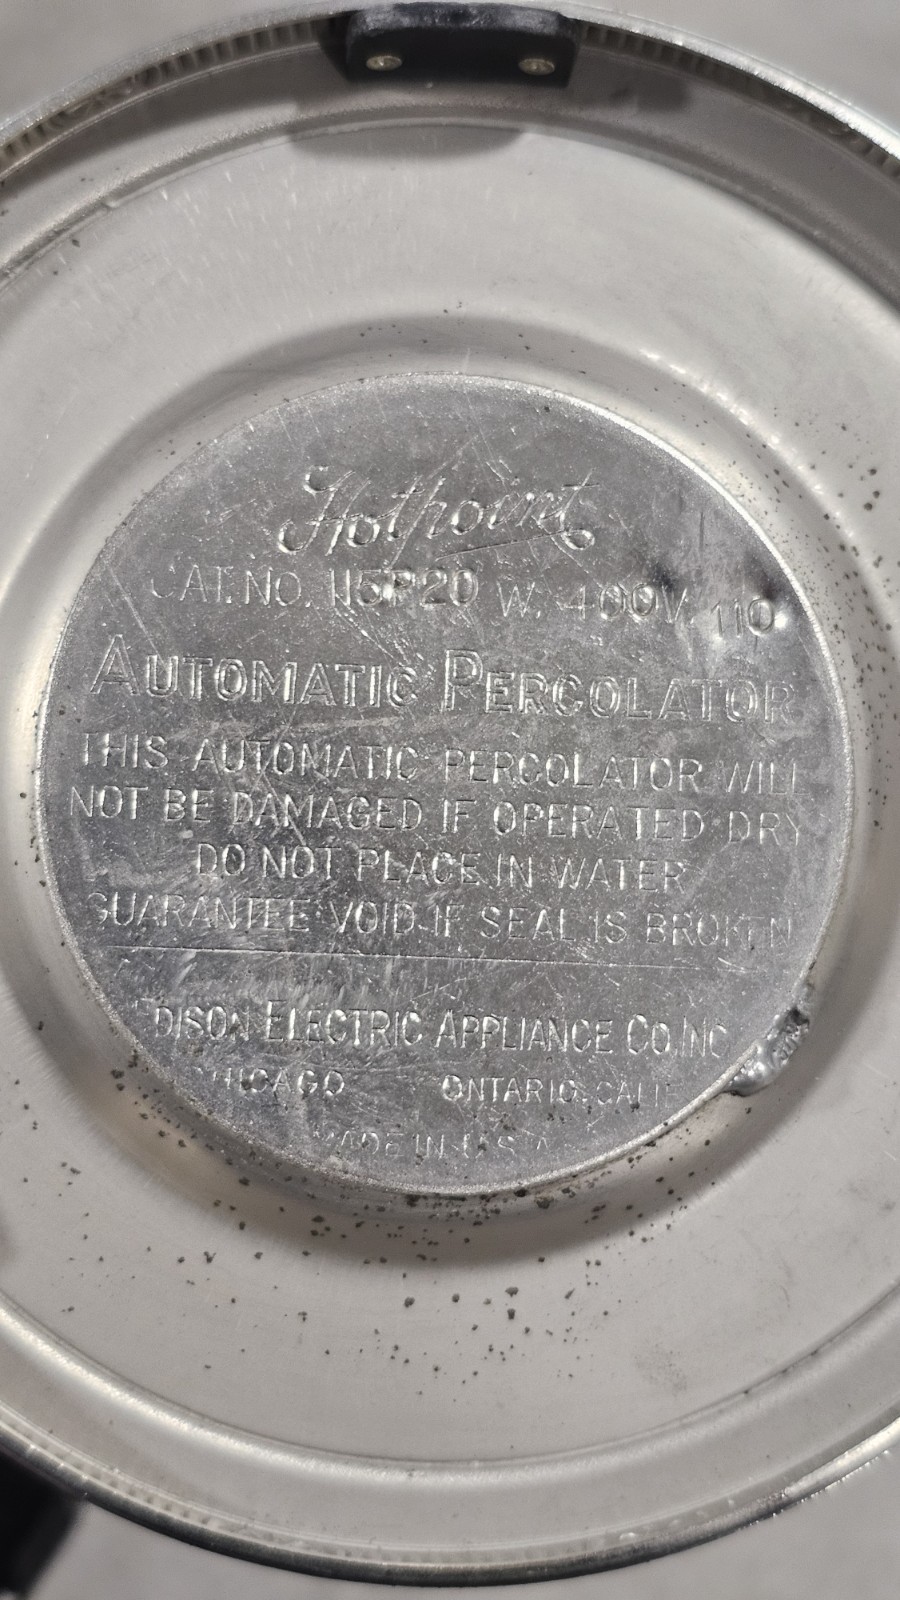 Hotpoint
CAT. NO. 115P20 W. 400 V. 110
AUTOMATIC PERCOLATOR
THIS AUTOMATIC PERCOLATOR WILL
NOT BE DAMAGED IF OPERATED DRY
DO NOT PLACE IN WATER
GUARANTEE VOID IF SEAL IS BROKEN
EDISON ELECTRIC APPLIANCE CO. INC
CHICAGO ONTARIO, CALIF
MADE IN U.S.A.